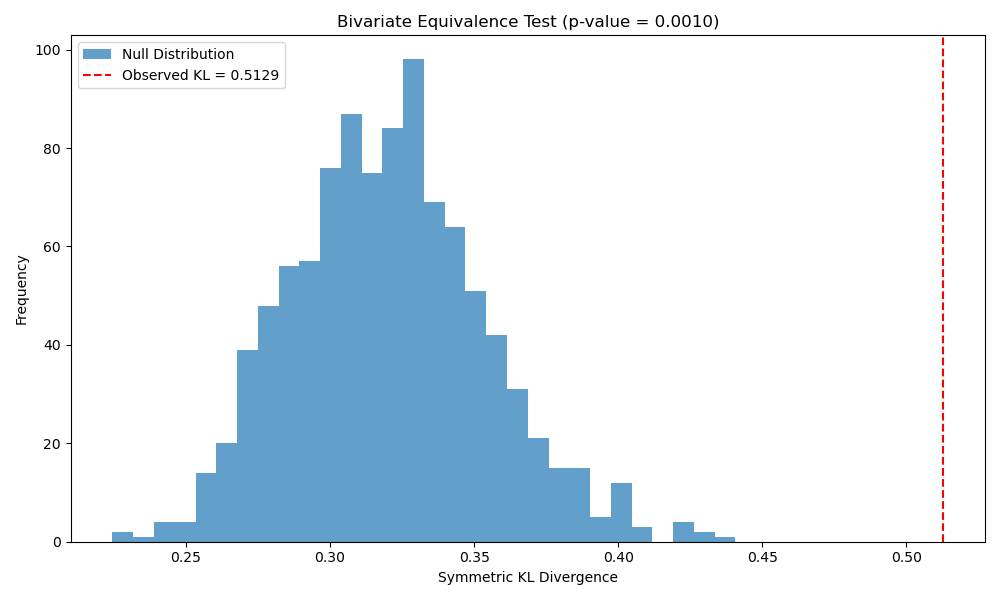 Bivariate Equivalence Test (p-value = 0.0010)
Null Distribution
Observed KL = 0.5129
Frequency
100
80
60
40
20
0
0.25 0.30 0.35 0.40 0.45 0.50
Symmetric KL Divergence